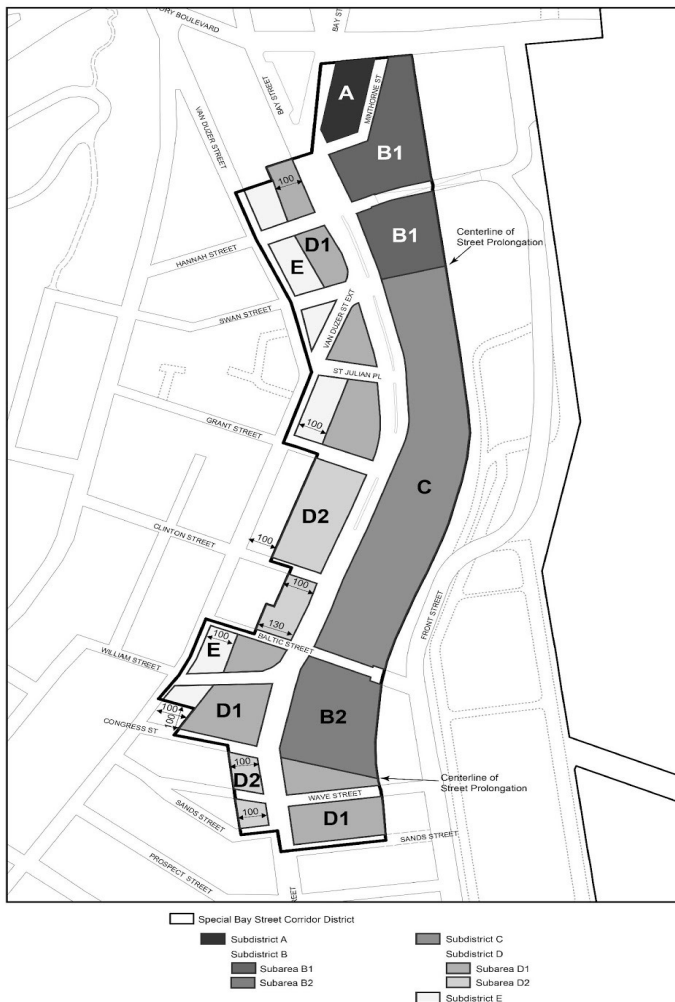 ORY BOULEVARD
BAY ST
BAY STREET
VAN DUZER STREET
A
MINTHORNE ST
B1
100
B1
Centerline of
Street Prolongation
HANNAH STREET
D1
E
SWAN STREET
VAN DUZER ST EXT
ST JULIAN PL
GRANT STREET
100
C
D2
CLINTON STREET
100
100
130
FRONT STREET
BALTIC STREET
WILLIAM STREET
100
E
100
100
D1
B2
CONGRESS ST
100
D2
Centerline of
Street Prolongation
WAVE STREET
SANDS STREET
100
D1
SANDS STREET
PROSPECT STREET
STREET
Special Bay Street Corridor District
Subdistrict A
Subdistrict B
Subarea B1
Subarea B2
Subdistrict C
Subdistrict D
Subarea D1
Subarea D2
Subdistrict E